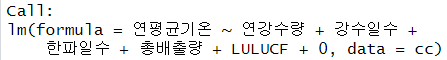 Call:
lm(formula = 연평균기온 ~ 연강수량 + 강수일수 +
한파일수 + 총배출량 + LULUCF + 0, data = cc)